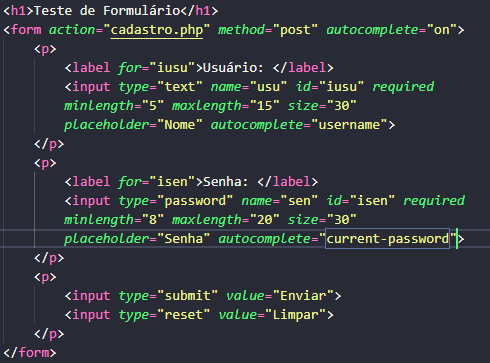 <h1>Teste de Formulário</h1>
<form action="cadastro.php" method="post" autocomplete="on">
<p>
<label for="iusu">Usuário: </label>
<input type="text" name="usu" id="iusu" required
minlength="5" maxlength="15" size="30"
placeholder="Nome" autocomplete="username">
</p>
<p>
<label for="isen">Senha: </label>
<input type="password" name="sen" id="isen" required
minlength="8" maxlength="20" size="30"
placeholder="Senha" autocomplete="current-password">
</p>
<p>
<input type="submit" value="Enviar">
<input type="reset" value="Limpar">
</p>
</form>